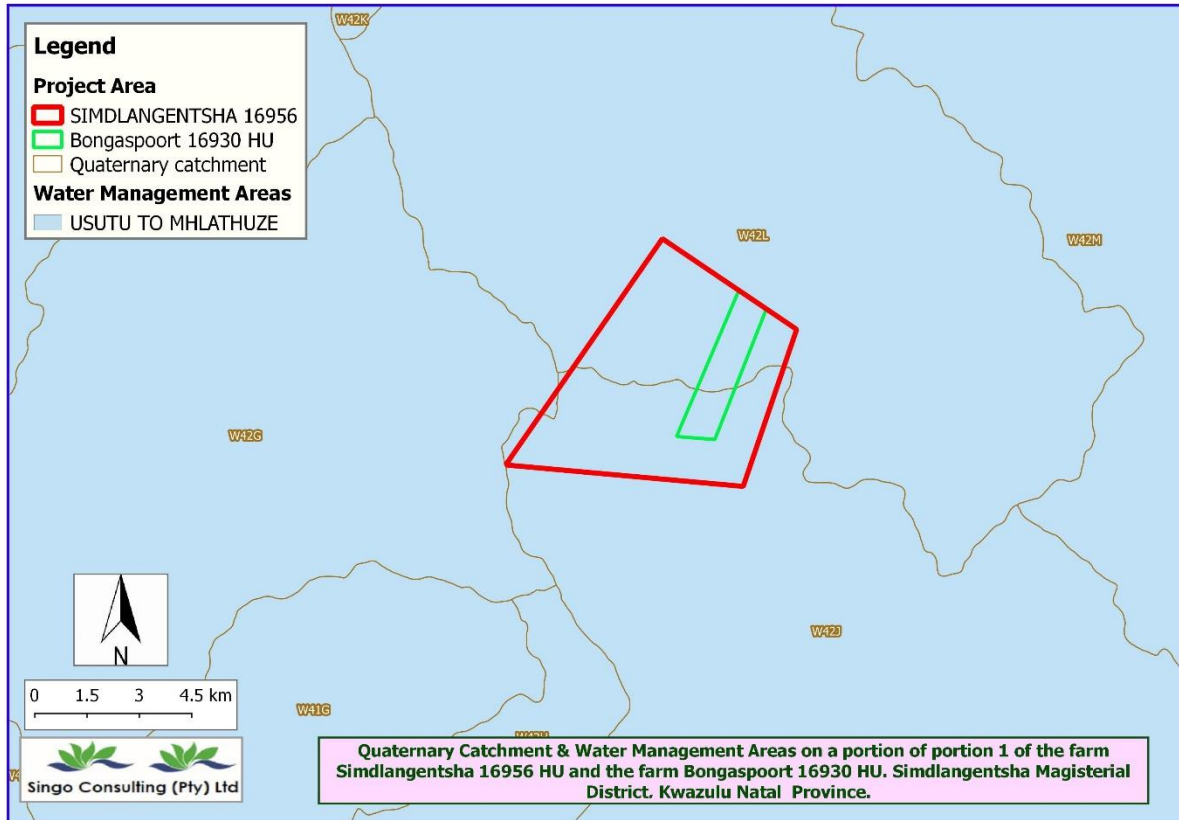 Legend
Project Area
SIMDLANGENTSHA 16956
Bongaspoort 16930 HU
Quaternary catchment
Water Management Areas
USUTU TO MHLATHUZE
W42K
W42L
W42M
W42G
W42J
W41G
N
0 1.5 3 4.5 km
Singo Consulting (Pty) Ltd
Quaternary Catchment & Water Management Areas on a portion of portion 1 of the farm
Simdlangentsha 16956 HU and the farm Bongaspoort 16930 HU. Simdlangentsha Magisterial
District. Kwazulu Natal Province.